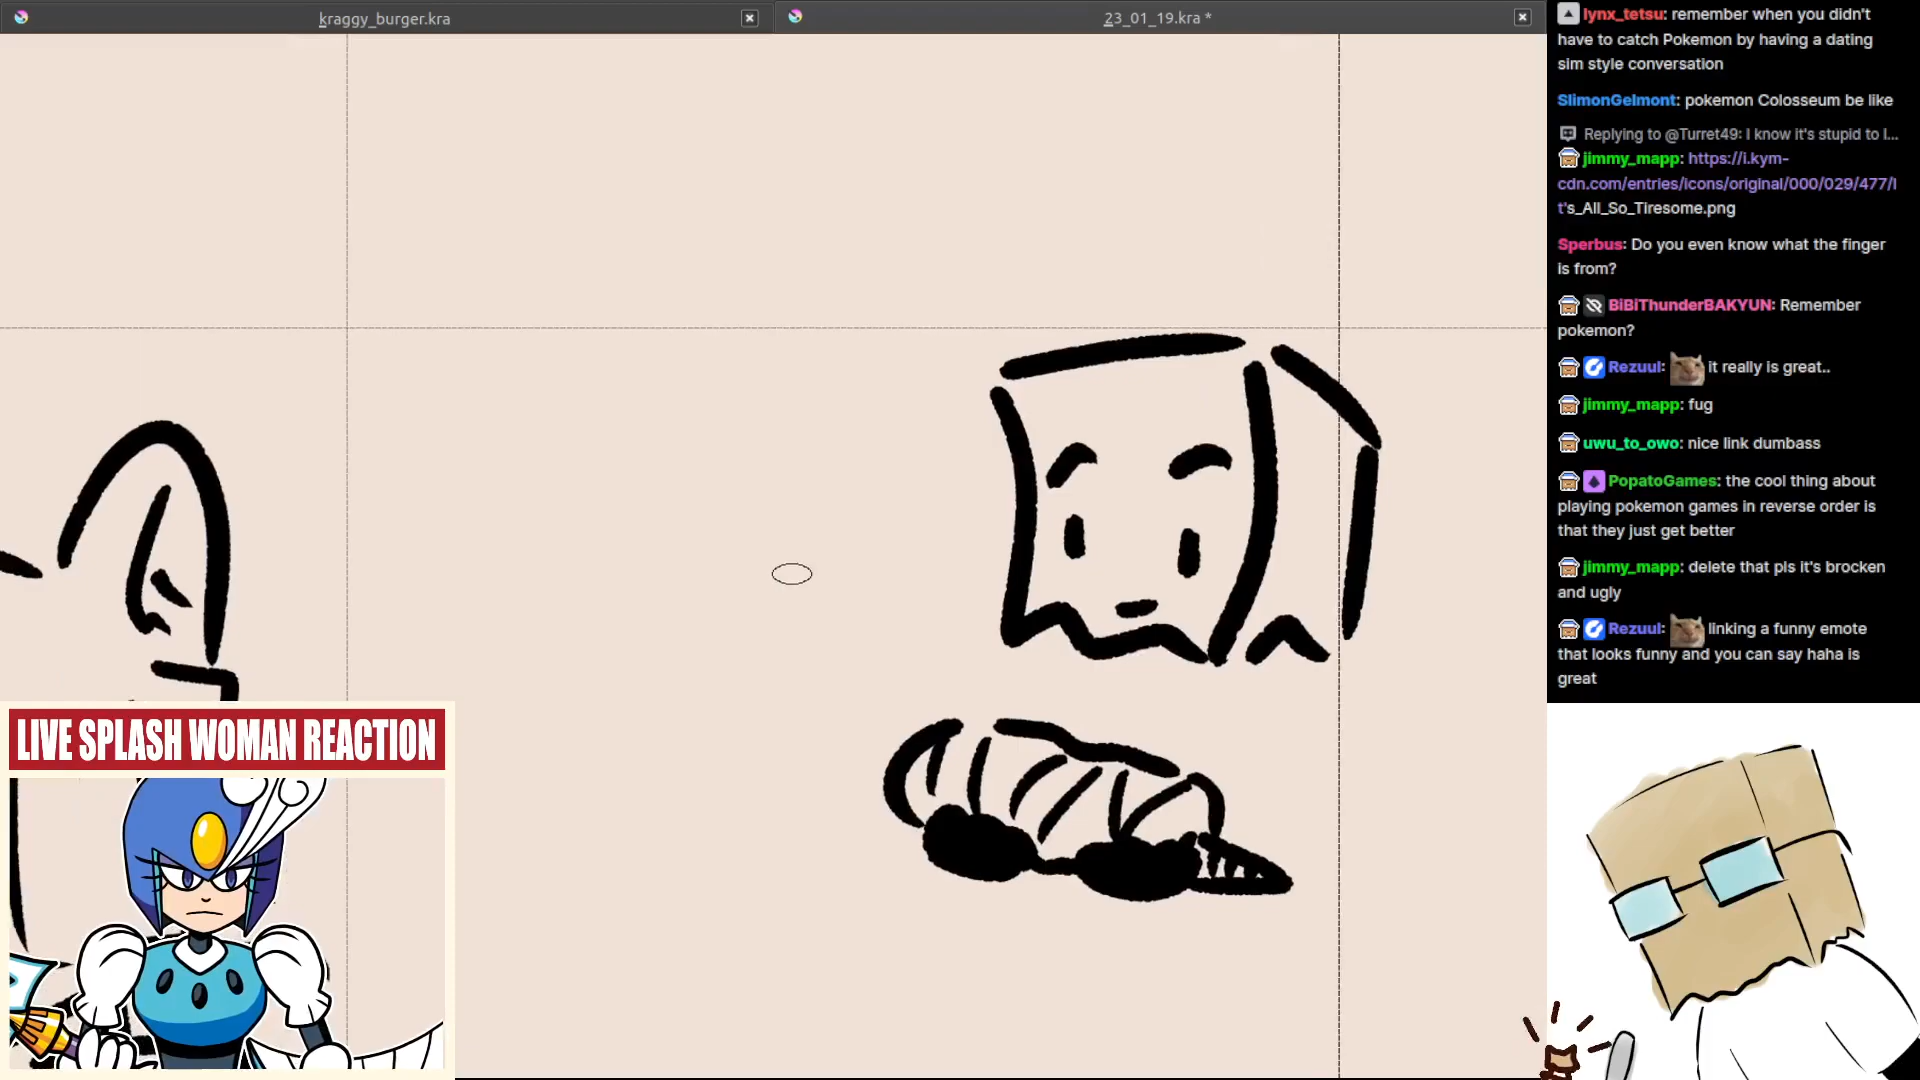 kraggy_burger.kra
23_01_19.kra *
lynx_tetsu: remember when you didn't
have to catch Pokemon by having a dating
sim style conversation
SlimonGelmont: pokemon Colosseum be like
Replying to @Turret49: I know it's stupid to l...
jimmy_mapp: https://i.kym-
cdn.com/entries/icons/original/000/029/477/I
t's_All_So_Tiresome.png
Sperbus: Do you even know what the finger
is from?
BiBiThunderBAKYUN: Remember
pokemon?
Rezuul: it really is great..
jimmy_mapp: fug
uwu_to_owo: nice link dumbass
PopatoGames: the cool thing about
playing pokemon games in reverse order is
that they just get better
jimmy_mapp: delete that pls it's brocken
and ugly
Rezuul: linking a funny emote
that looks funny and you can say haha is
great
LIVE SPLASH WOMAN REACTION